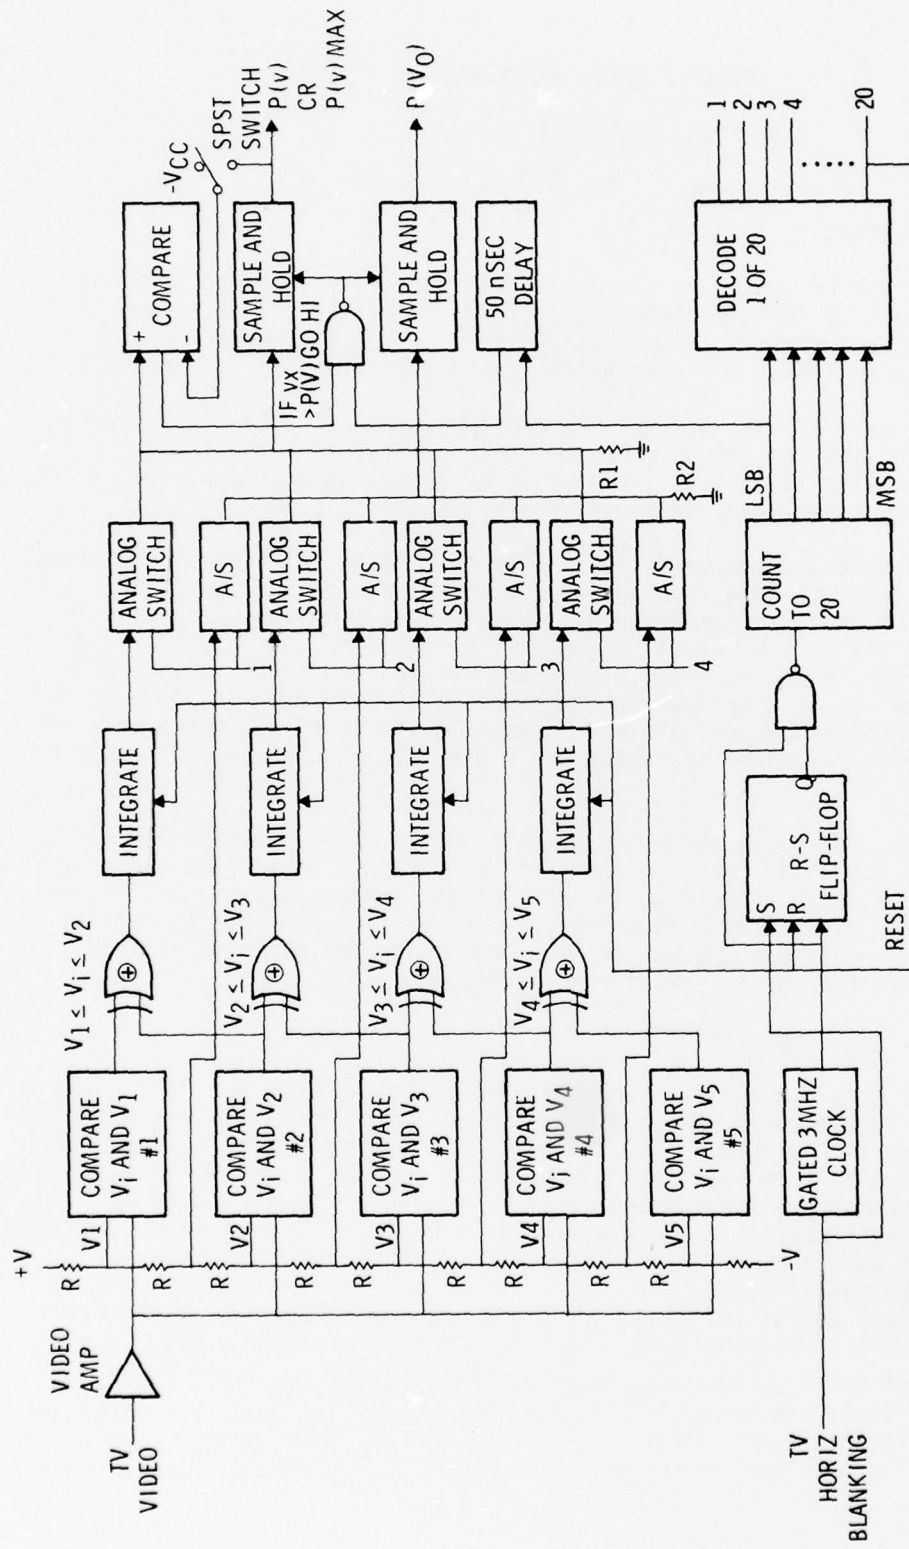 TV
VIDEO
VIDEO
AMP
+V
R
R
R
R
R
R
R
R
R
-V
V1
V2
V3
V4
V5
COMPARE
Vi AND V1
#1
COMPARE
Vi AND V2
#2
COMPARE
Vi AND V3
#3
COMPARE
Vi AND V4
#4
COMPARE
Vi AND V5
#5
V1 ≤ Vi ≤ V2
V2 ≤ Vi ≤ V3
V3 ≤ Vi ≤ V4
V4 ≤ Vi ≤ V5
INTEGRATE
INTEGRATE
INTEGRATE
INTEGRATE
ANALOG
SWITCH
A/S
1
ANALOG
SWITCH
A/S
2
ANALOG
SWITCH
A/S
3
ANALOG
SWITCH
A/S
4
R1
R2
+
COMPARE
-
-VCC
SPST
SWITCH
P(v)
CR
P(v) MAX
SAMPLE AND
HOLD
IF VX
>P(V)GO HI
SAMPLE AND
HOLD
P(V0)
50 nSEC
DELAY
TV
HORIZ
BLANKING
GATED 3MHZ
CLOCK
S
R
R-S
FLIP-FLOP
Q
RESET
COUNT
TO
20
LSB
MSB
DECODE
1 OF 20
1
2
3
4
20